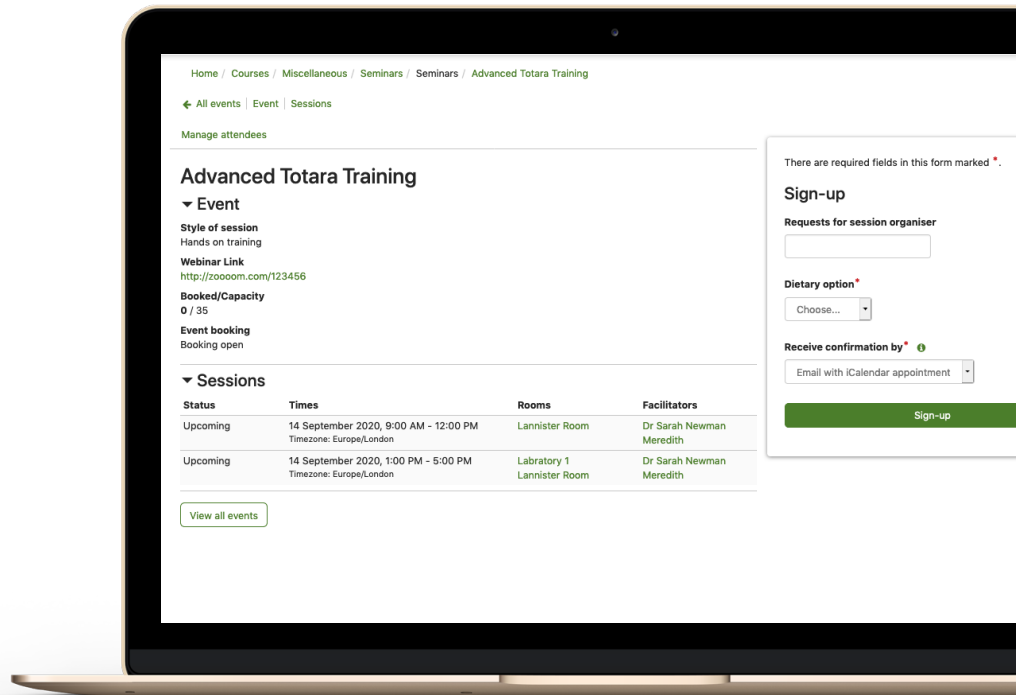 Home / Courses / Miscellaneous / Seminars / Seminars / Advanced Totara Training
All events | Event | Sessions
Manage attendees
Advanced Totara Training
Event
Style of session
Hands on training
Webinar Link
http://zoooom.com/123456
Booked/Capacity
0 / 35
Event booking
Booking open
Sessions
Status Times Rooms Facilitators
Upcoming 14 September 2020, 9:00 AM - 12:00 PM Lannister Room Dr Sarah Newman
Timezone: Europe/London Meredith
Upcoming 14 September 2020, 1:00 PM - 5:00 PM Labratory 1 Dr Sarah Newman
Timezone: Europe/London Lannister Room Meredith
View all events
There are required fields in this form marked *.
Sign-up
Requests for session organiser
Dietary option*
Choose...
Receive confirmation by*
Email with iCalendar appointment
Sign-up